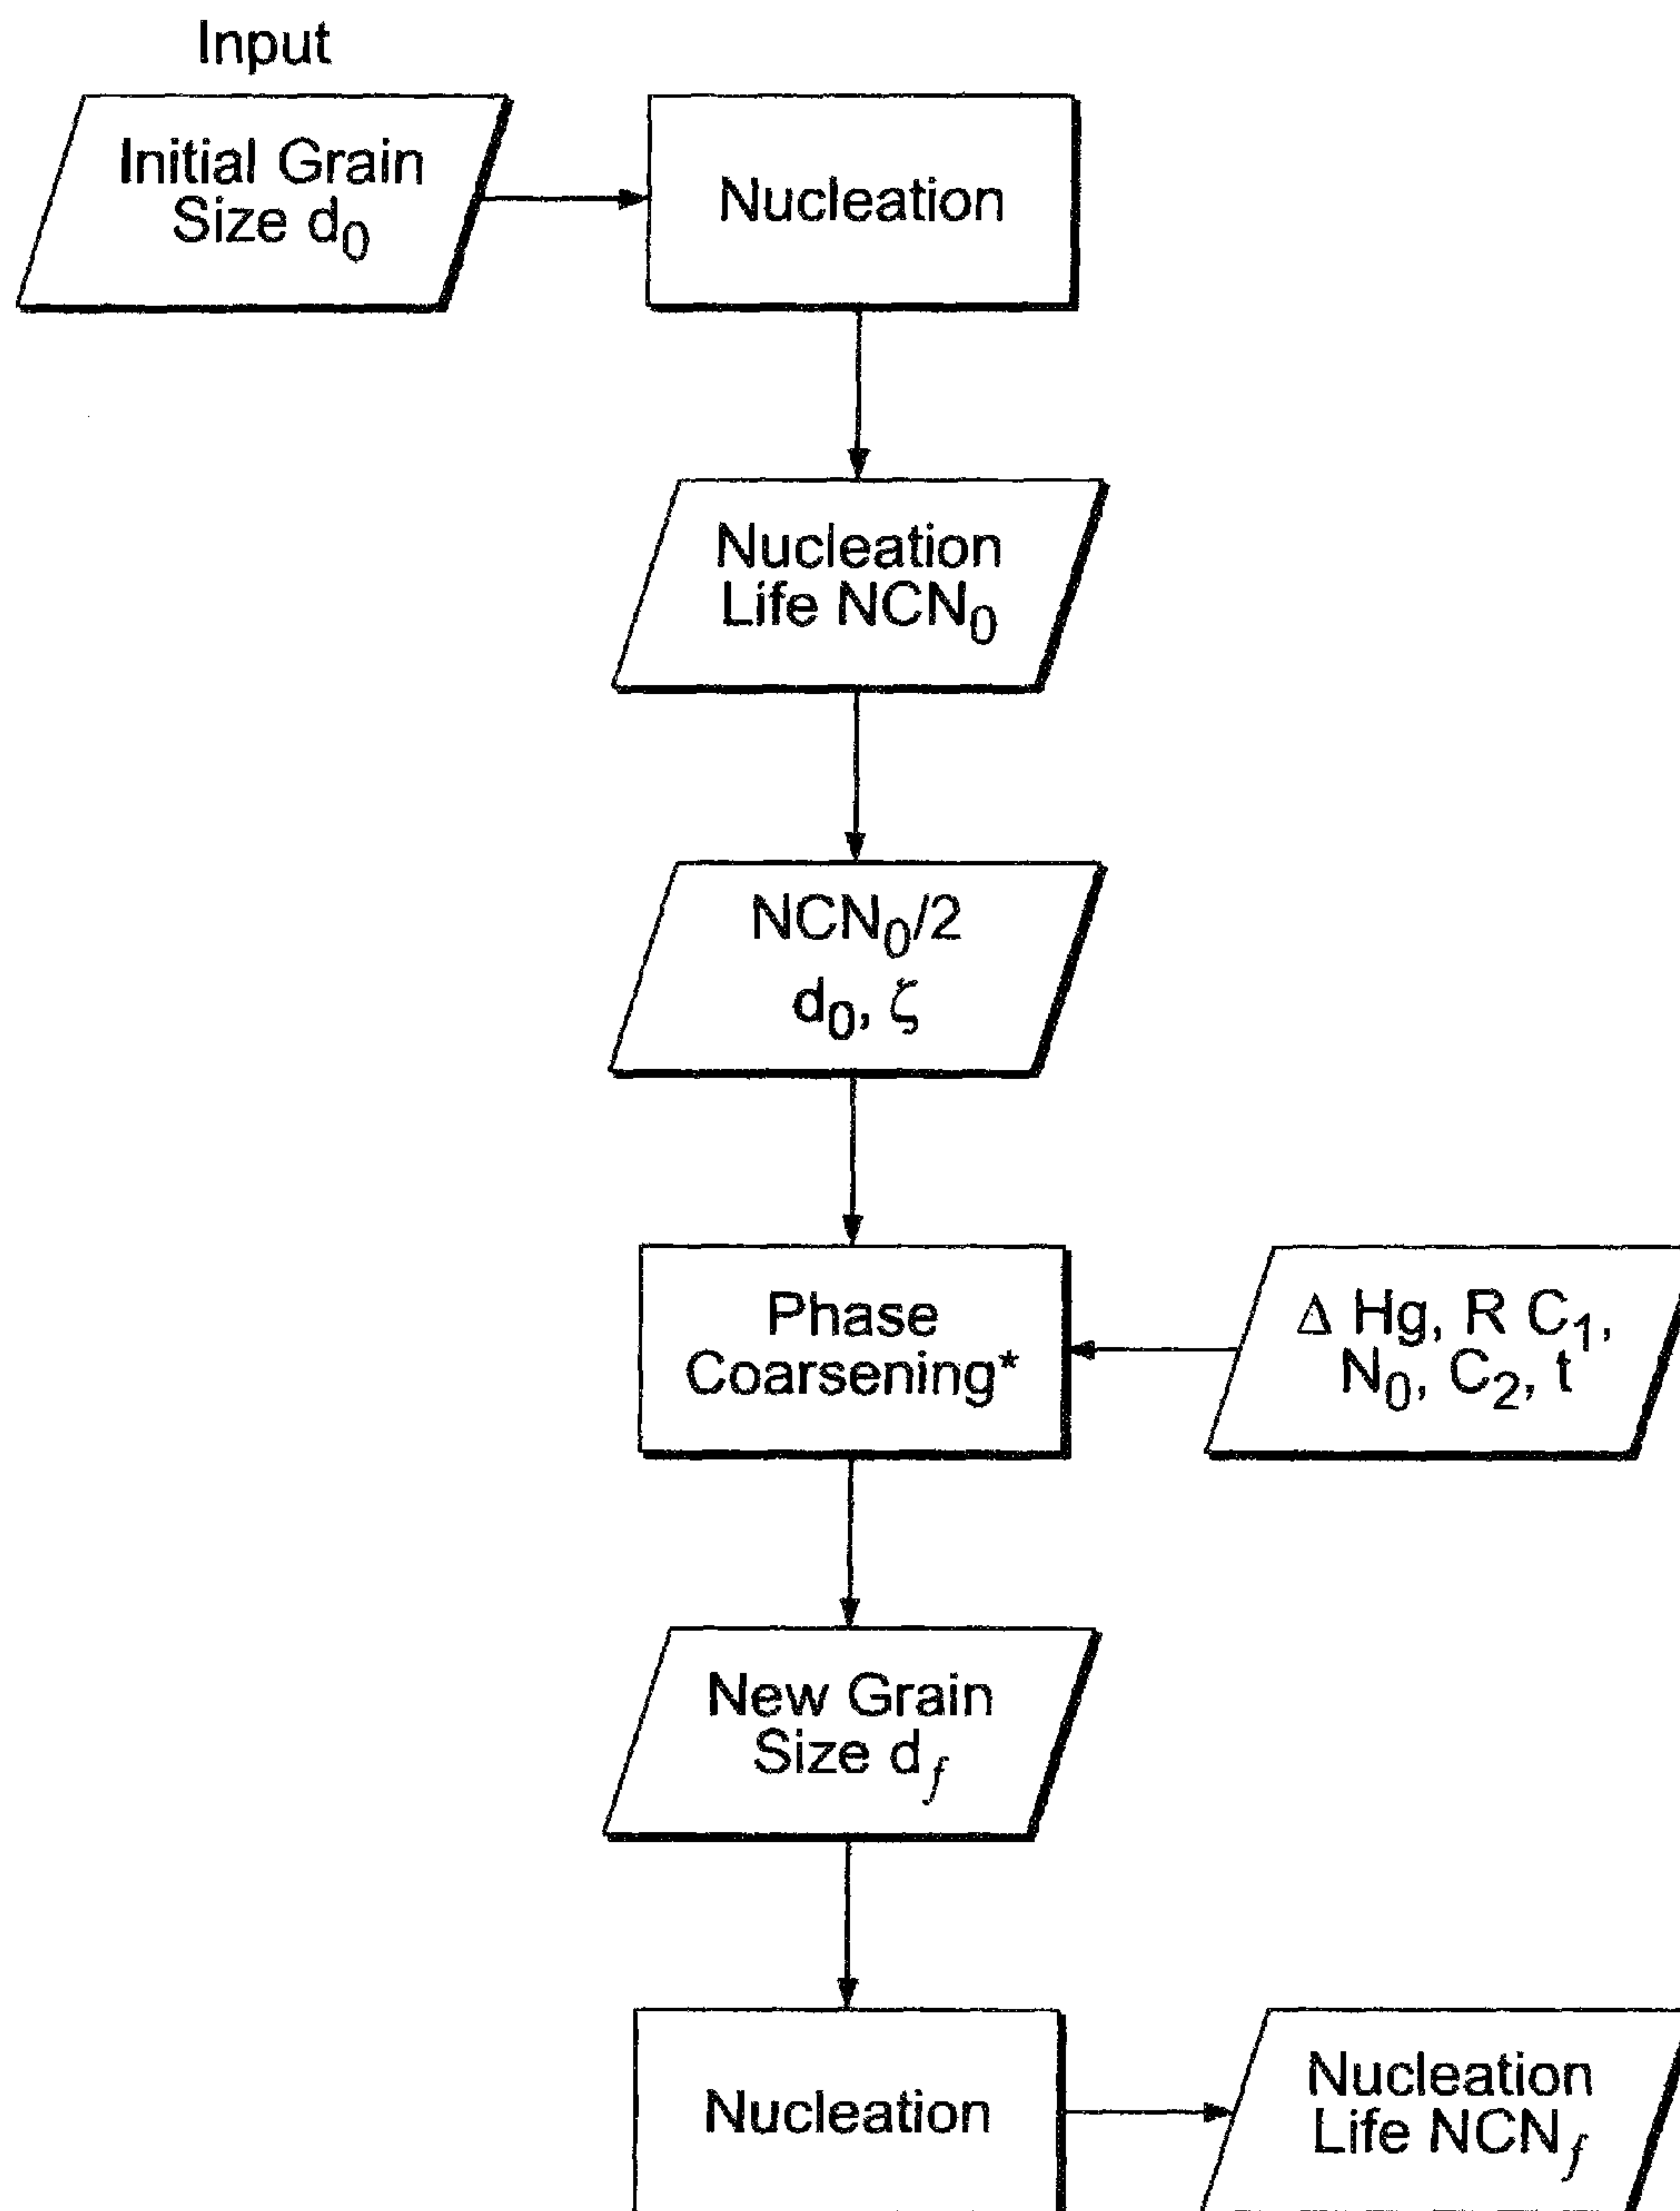 Input
Initial Grain
Size d₀
Nucleation
Nucleation
Life NCN₀
NCN₀/2
d₀, ζ
Phase
Coarsening*
Δ Hg, R C₁,
N₀, C₂, t
New Grain
Size d𝑓
Nucleation
Nucleation
Life NCN𝑓